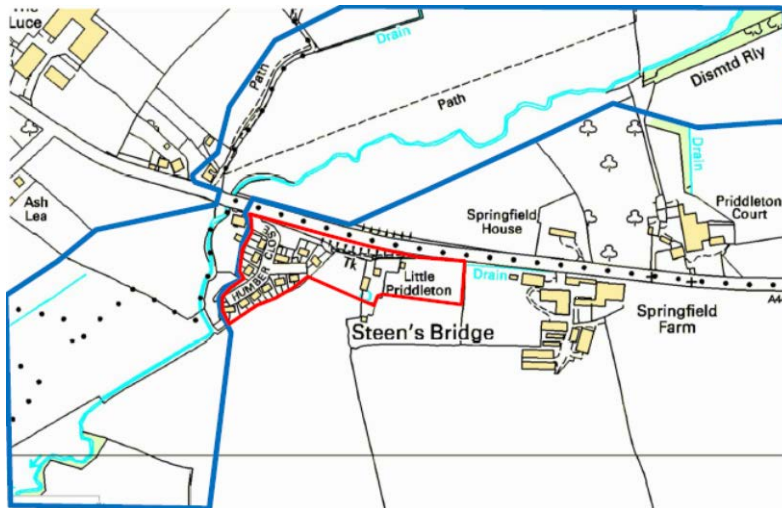 The
Luce
Drain
Path
Path
Dismtd Rly
Drain
Ash
Lea
Springfield
House
Priddleton
Court
HUMBER CLOSE
Tk
Little
Priddleton
Drain
Springfield
Farm
Steen's Bridge